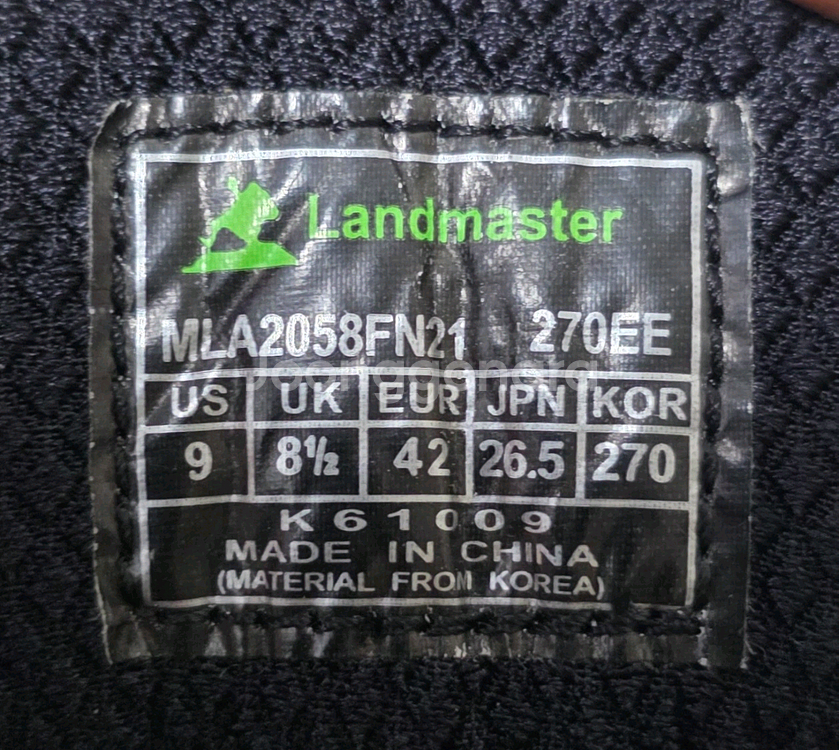 Landmaster
MLA2058FN21 270EE
US UK EUR JPN KOR
9 8½ 42 26.5 270
K61009
MADE IN CHINA
(MATERIAL FROM KOREA)